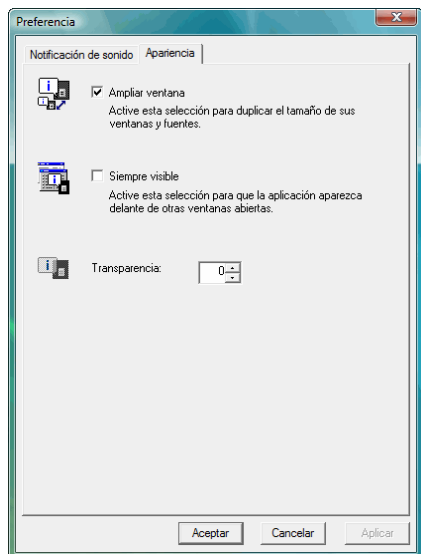 Preferencia
Notificación de sonido Apariencia
Ampliar ventana
Active esta selección para duplicar el tamaño de sus
ventanas y fuentes.
Siempre visible
Active esta selección para que la aplicación aparezca
delante de otras ventanas abiertas.
Transparencia: 0
Aceptar Cancelar Aplicar